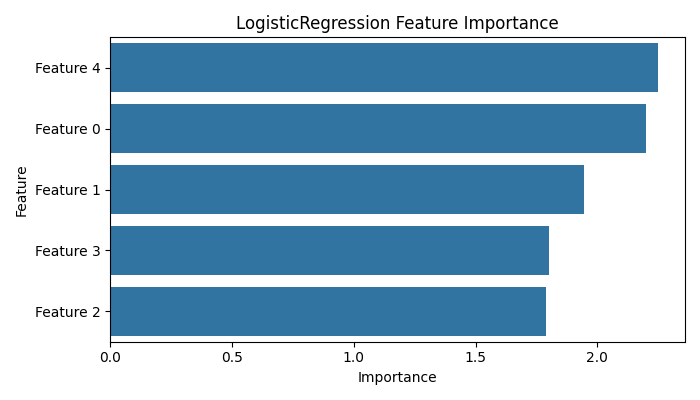 LogisticRegression Feature Importance
Feature 4
Feature 0
Feature 1
Feature 3
Feature 2
Feature
0.0 0.5 1.0 1.5 2.0
Importance